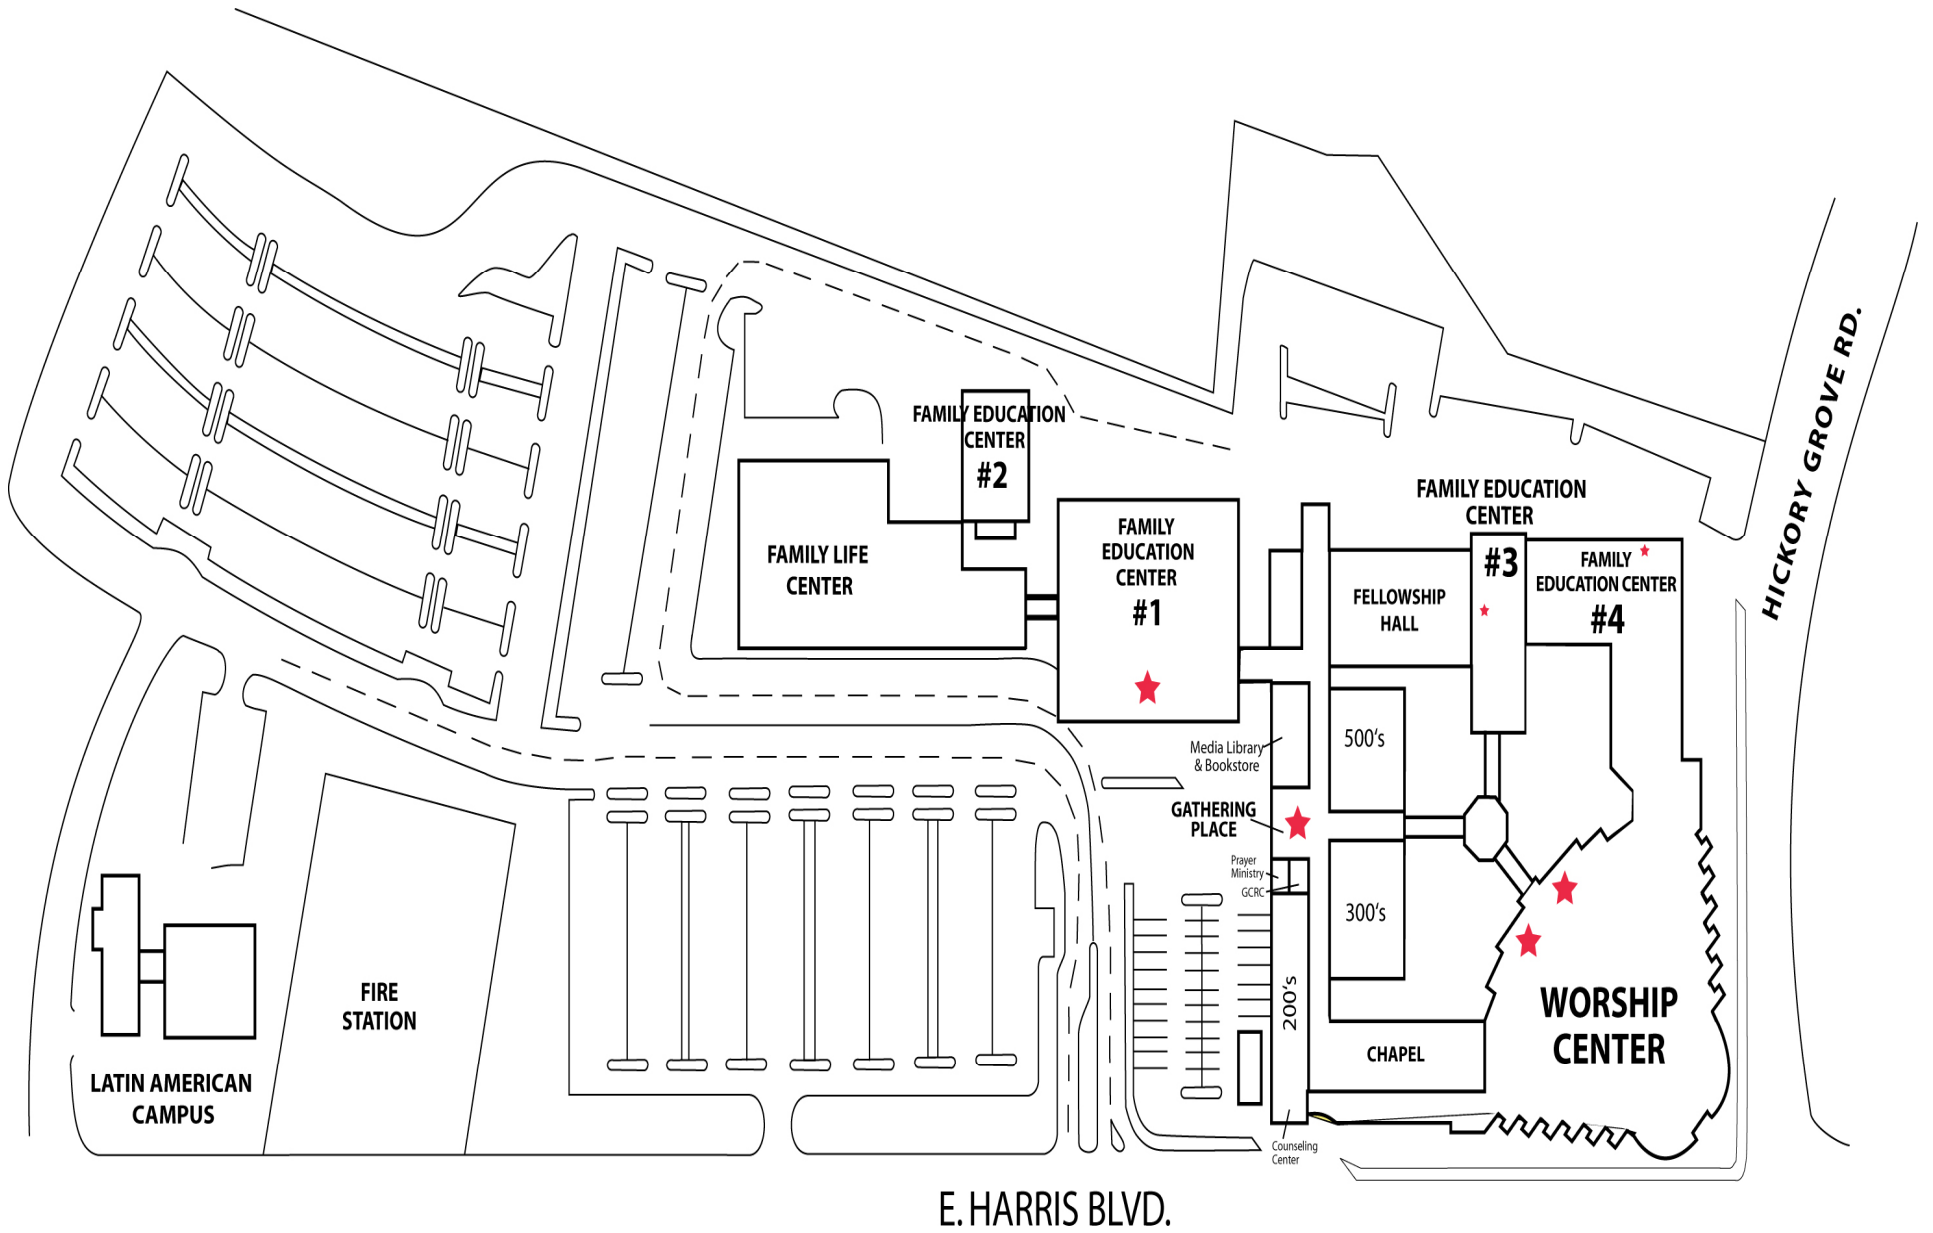 FAMILY EDUCATION
CENTER
#2
FAMILY LIFE
CENTER
FAMILY
EDUCATION
CENTER
#1
FAMILY EDUCATION
CENTER
#3
FAMILY
EDUCATION CENTER
#4
FELLOWSHIP
HALL
HICKORY GROVE RD.
500's
Media Library
& Bookstore
GATHERING
PLACE
Prayer
Ministry
GCRC
300's
200's
WORSHIP
CENTER
CHAPEL
Counseling
Center
FIRE
STATION
LATIN AMERICAN
CAMPUS
E. HARRIS BLVD.